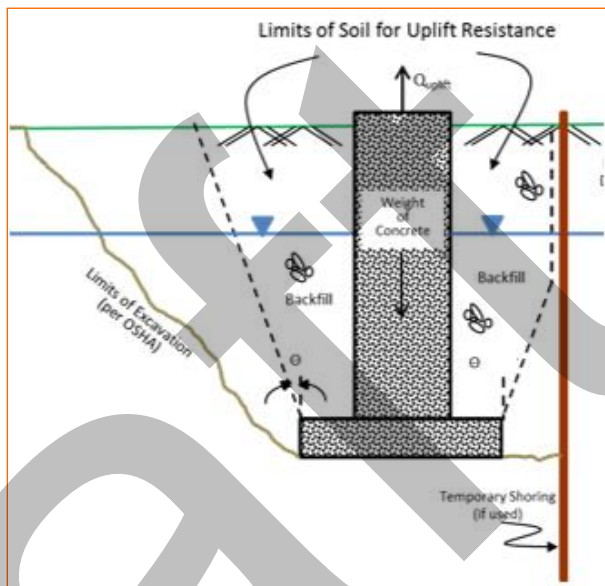 Limits of Soil for Uplift Resistance
Quplift
Weight
of
Concrete
Limits of Excavation
(per OSHA)
Backfill
Backfill
Θ
Θ
Temporary Shoring
(if used)